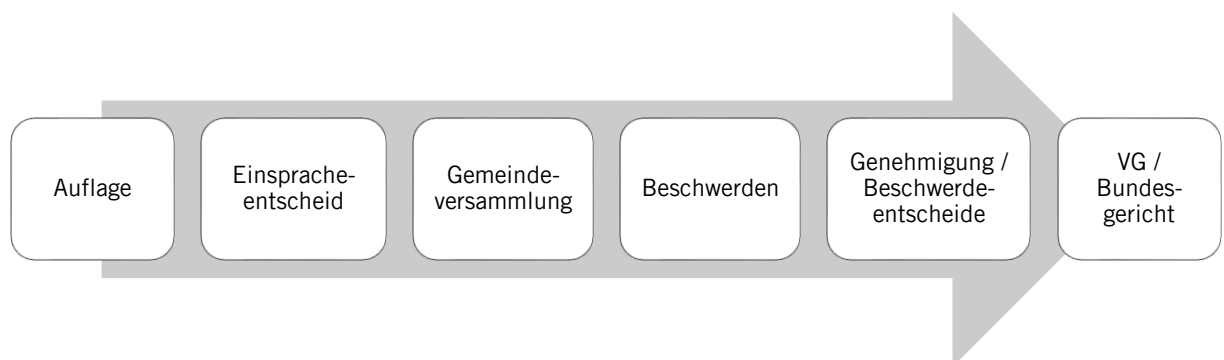 Auflage
Einsprache-
entscheid
Gemeinde-
versammlung
Beschwerden
Genehmigung /
Beschwerde-
entscheide
VG /
Bundes-
gericht